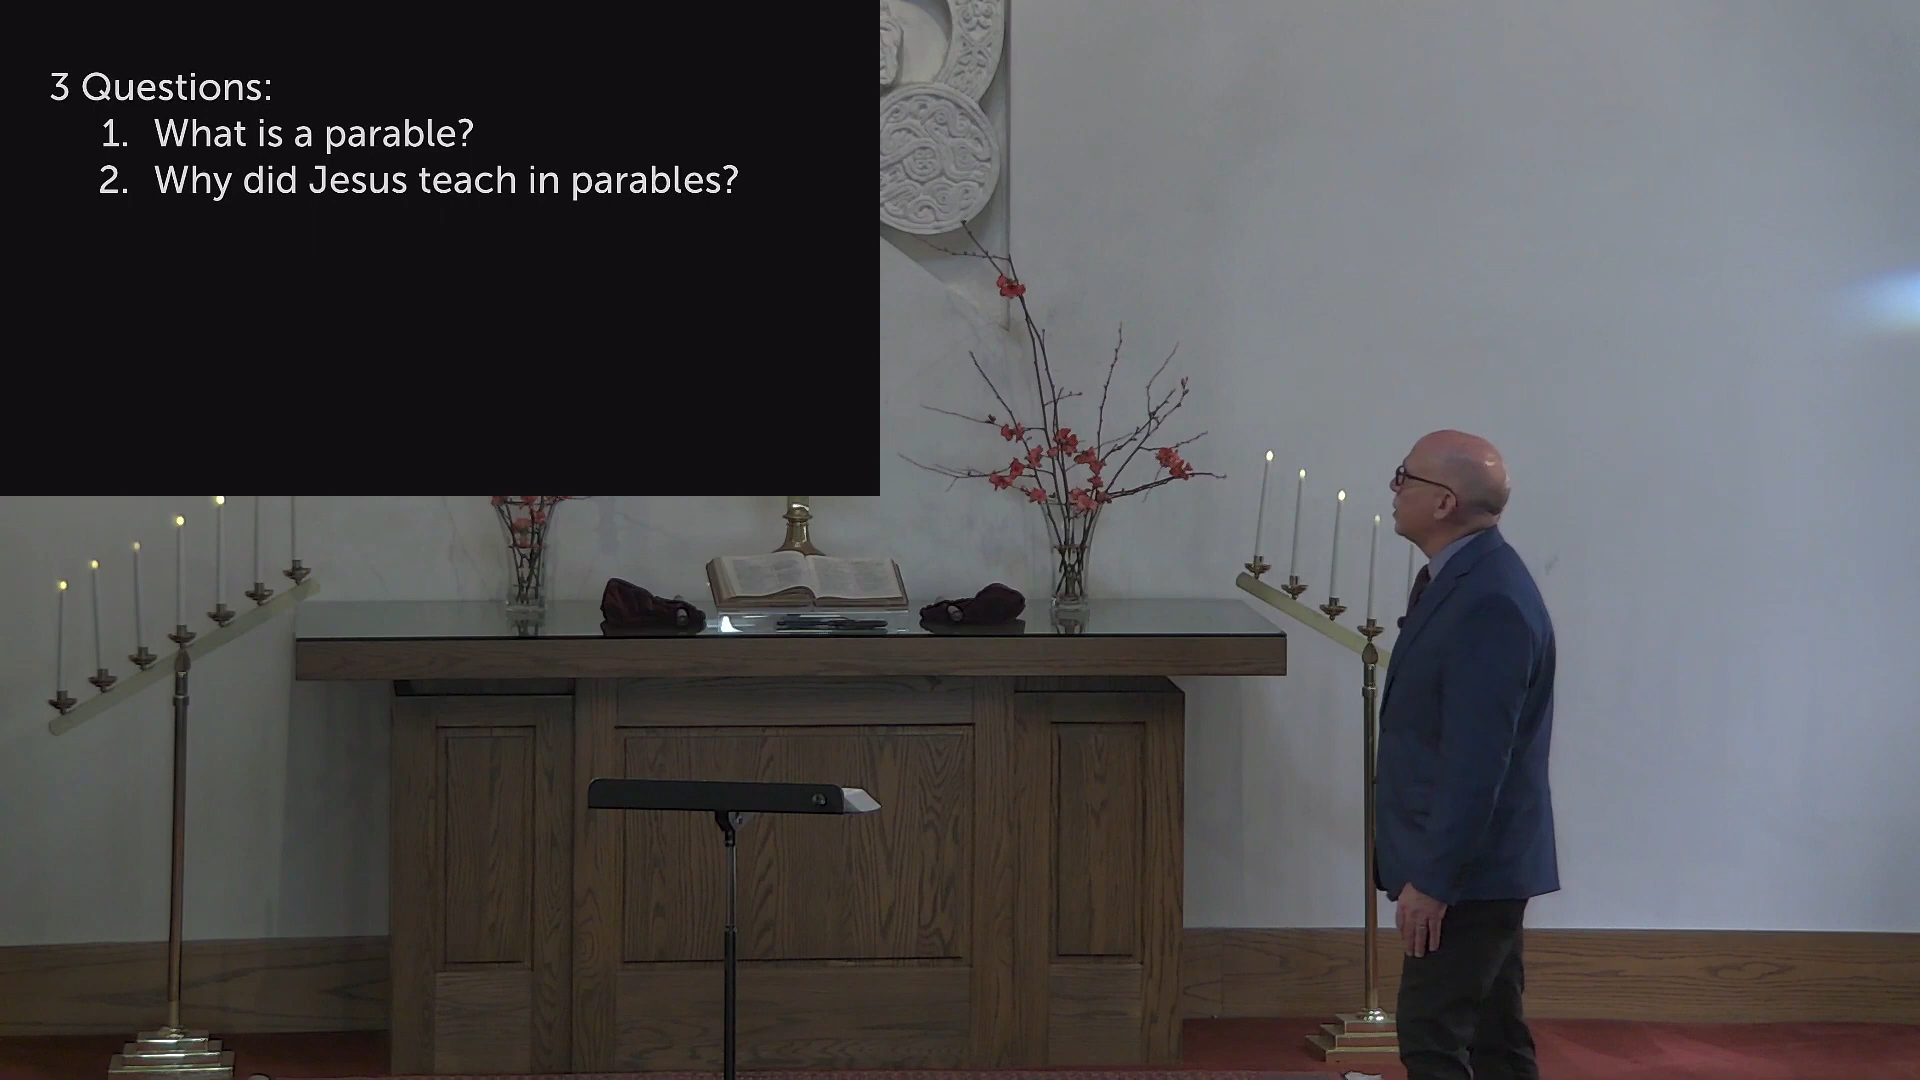 3 Questions:
1. What is a parable?
2. Why did Jesus teach in parables?